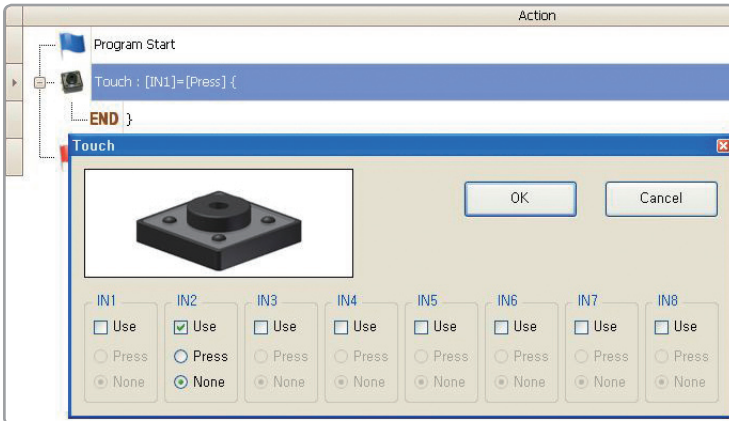 Action
Program Start
Touch : [IN1]=[Press] {
END }
Touch
OK Cancel
IN1 IN2 IN3 IN4 IN5 IN6 IN7 IN8
Use Use Use Use Use Use Use Use
Press Press Press Press Press Press Press Press
None None None None None None None None